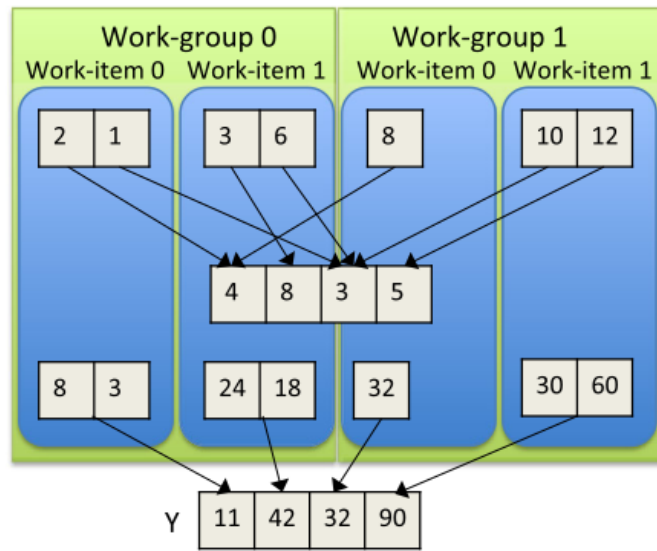 Work-group 0 Work-group 1
Work-item 0 Work-item 1 Work-item 0 Work-item 1
2 1 3 6 8 10 12
4 8 3 5
8 3 24 18 32 30 60
Y 11 42 32 90